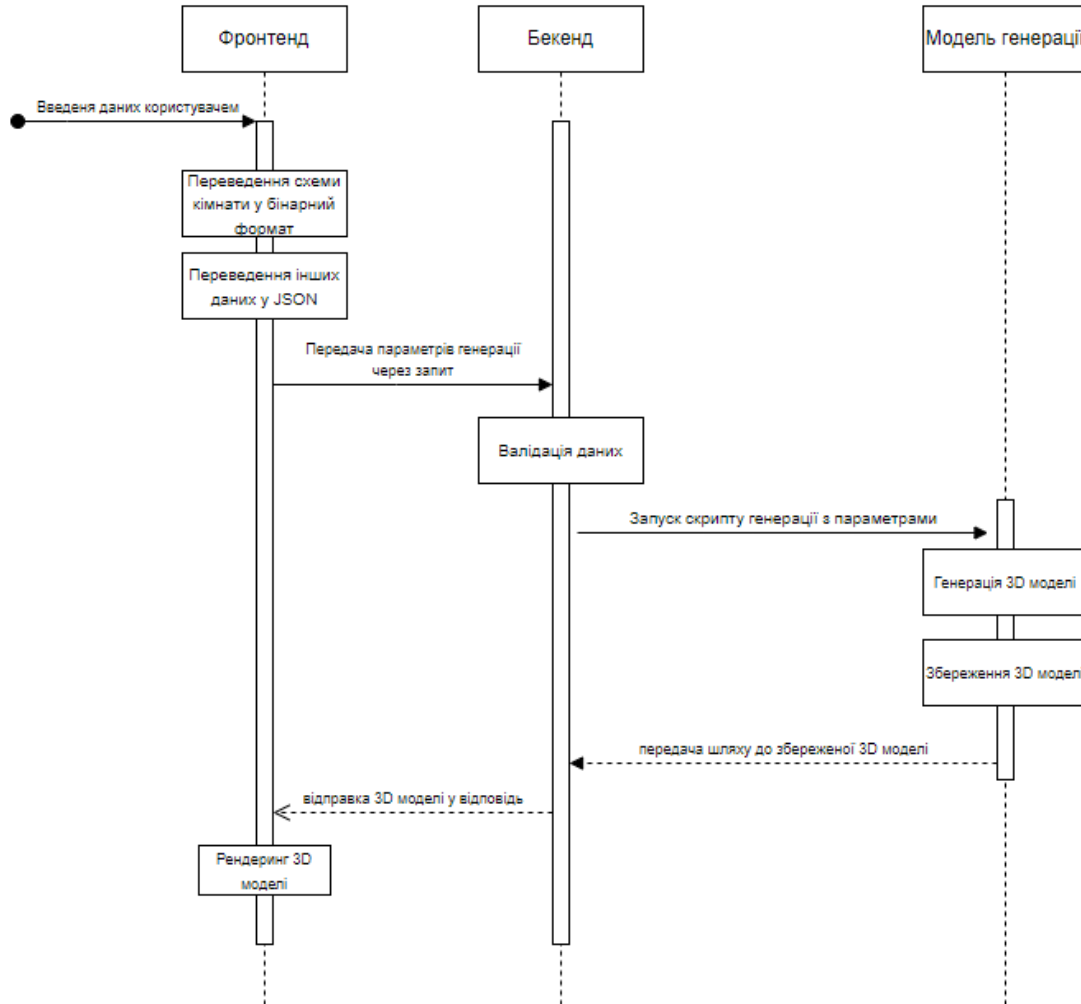 Фронтенд
Бекенд
Модель генерації
Введеня даних користувачем
Переведення схеми
кімнати у бінарний
формат
Переведення інших
даних у JSON
Передача параметрів генерації
через запит
Валідація даних
Запуск скрипту генерації з параметрами
Генерація 3D моделі
Збереження 3D моделі
передача шляху до збереженої 3D моделі
відправка 3D моделі у відповідь
Рендеринг 3D
моделі